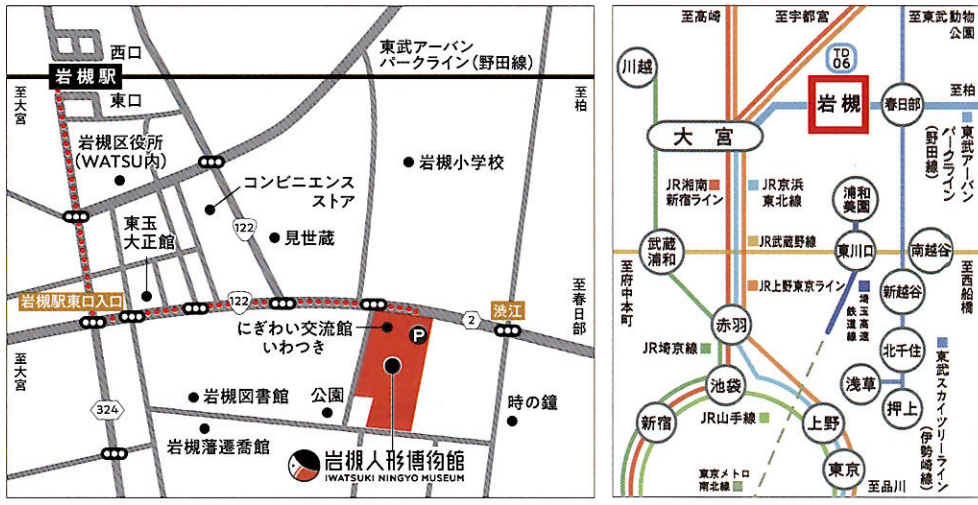 西口
岩槻駅
東口
至大宮
東武アーバン
パークライン(野田線)
至柏
岩槻区役所
(WATSU内)
岩槻小学校
コンビニエンス
ストア
122
見世蔵
東玉
大正館
岩槻駅東口入口
122
2
渋江
至春日部
にぎわい交流館
いわつき
P
至大宮
324
岩槻図書館
公園
時の鐘
岩槻藩遷喬館
岩槻人形博物館
IWATSUKI NINGYO MUSEUM
至高崎
至宇都宮
至東武動物
公園
川越
TD
06
岩槻
春日部
至柏
大宮
東武アーバン
パークライン
(野田線)
JR湘南
新宿ライン
JR京浜
東北線
浦和
美園
武蔵
浦和
JR武蔵野線
東川口
南越谷
至府中本町
JR上野東京ライン
埼玉高速
鉄道線
新越谷
至西船橋
赤羽
JR埼京線
北千住
池袋
浅草
押上
東武スカイツリーライン
(伊勢崎線)
新宿
JR山手線
上野
東京メトロ
南北線
東京
至品川